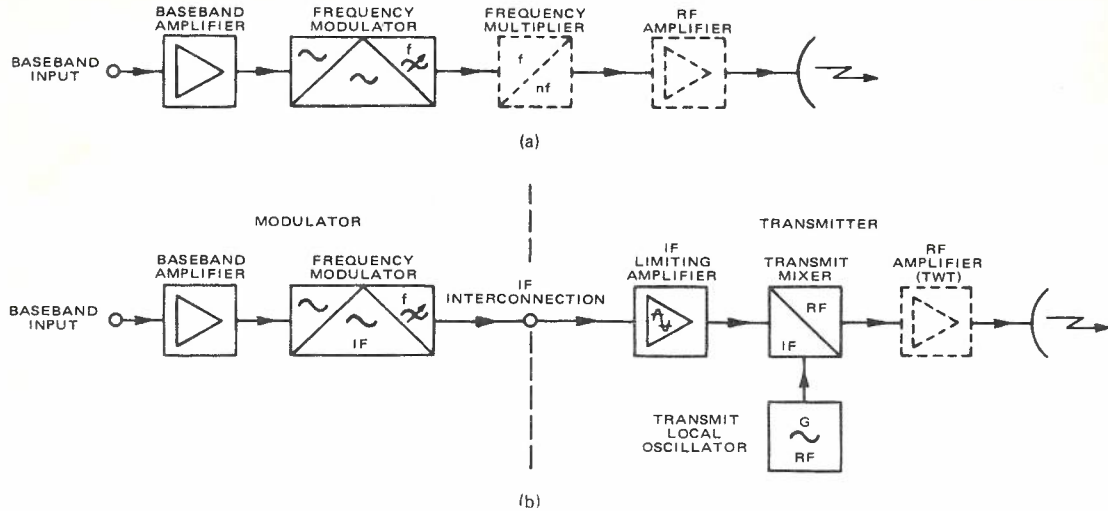 BASEBAND
AMPLIFIER
FREQUENCY
MODULATOR
FREQUENCY
MULTIPLIER
RF
AMPLIFIER
BASEBAND
INPUT
f
f
nf
(a)
MODULATOR
TRANSMITTER
BASEBAND
AMPLIFIER
FREQUENCY
MODULATOR
IF
INTERCONNECTION
IF
LIMITING
AMPLIFIER
TRANSMIT
MIXER
RF
AMPLIFIER
(TWT)
BASEBAND
INPUT
f
IF
RF
IF
TRANSMIT
LOCAL
OSCILLATOR
G
RF
(b)